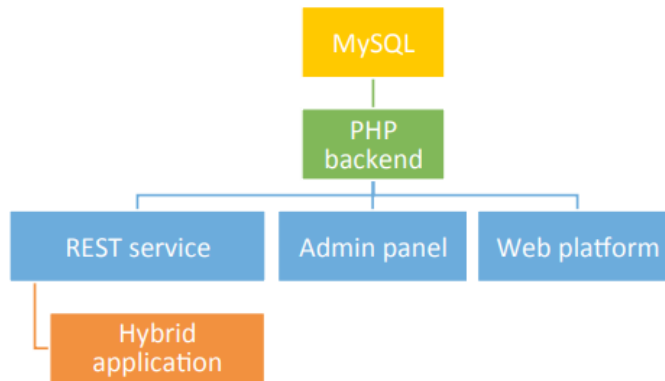 MySQL
PHP
backend
REST service
Admin panel
Web platform
Hybrid
application